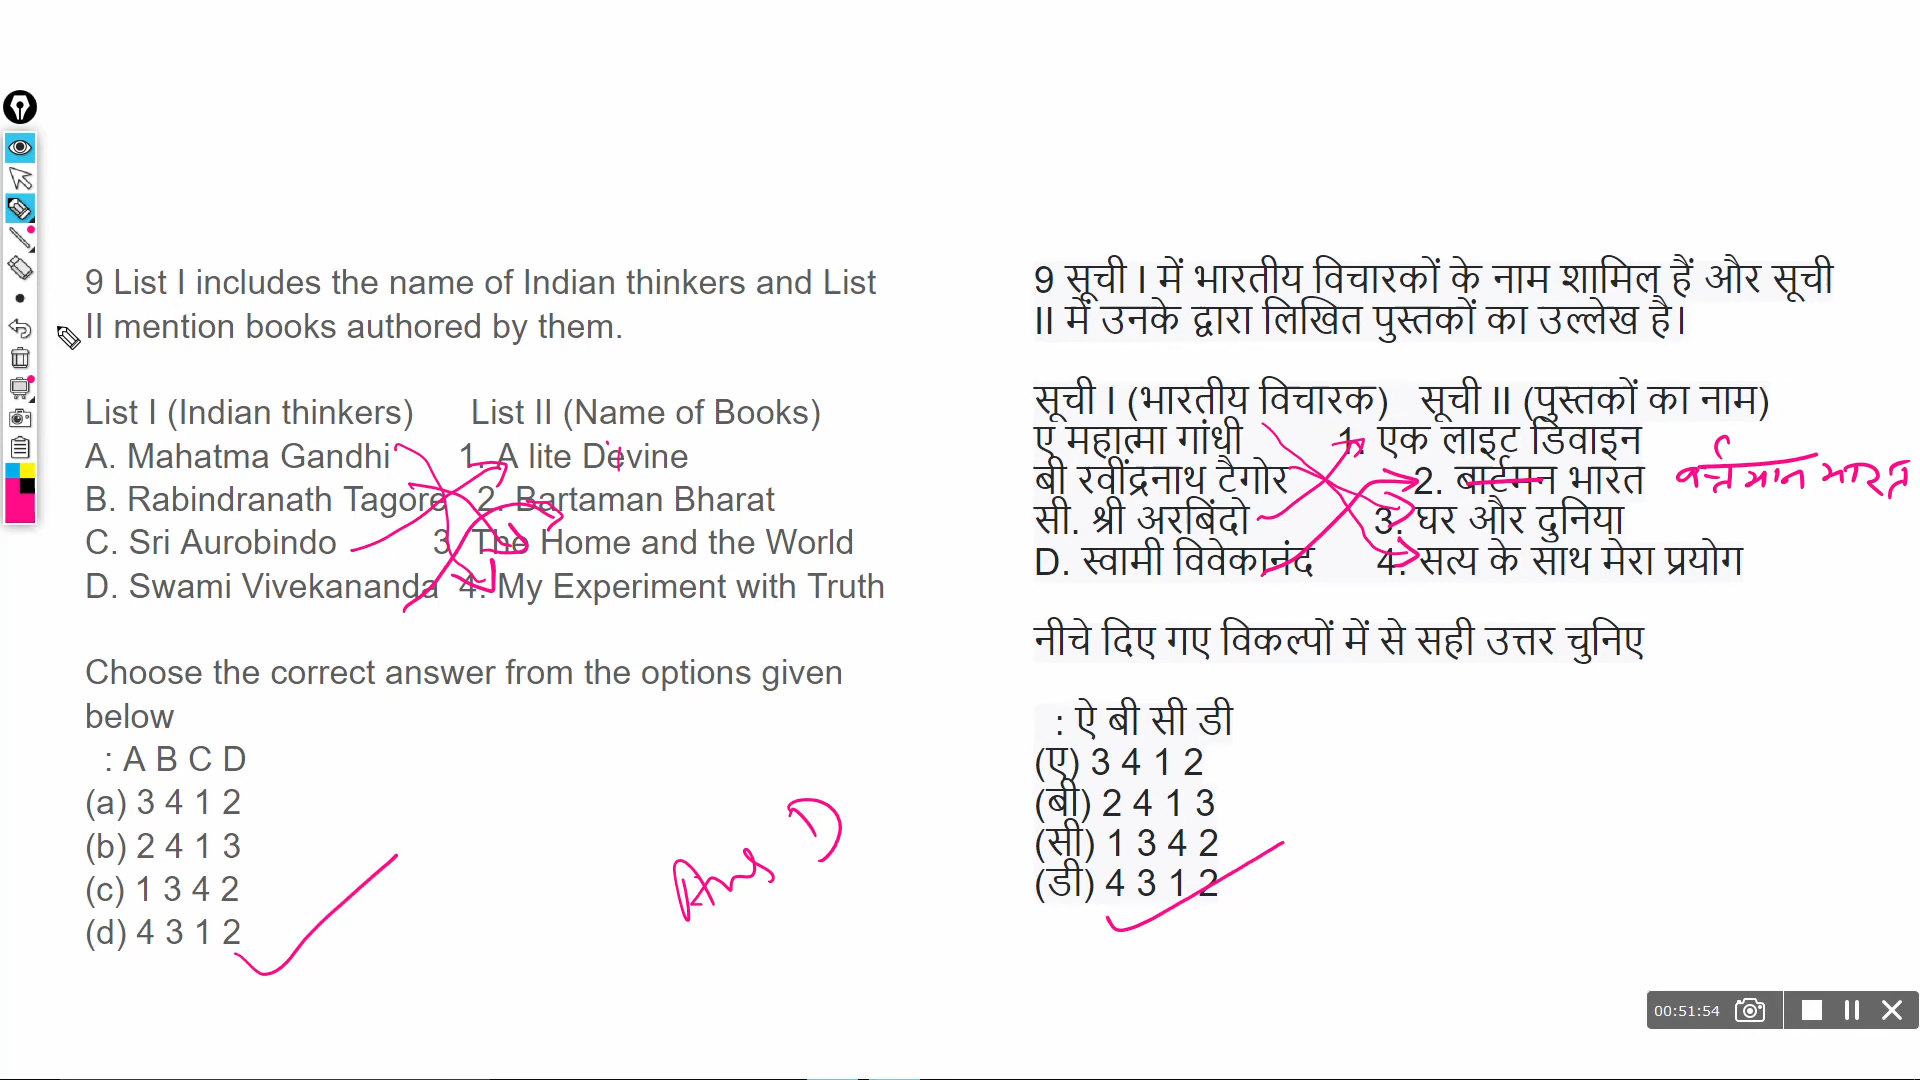 9 List I includes the name of Indian thinkers and List
II mention books authored by them.
List I (Indian thinkers) List II (Name of Books)
A. Mahatma Gandhi 1. A lite Devine
B. Rabindranath Tagore 2. Bartaman Bharat
C. Sri Aurobindo 3. The Home and the World
D. Swami Vivekananda 4. My Experiment with Truth
Choose the correct answer from the options given
below
: A B C D
(a) 3 4 1 2
(b) 2 4 1 3
(c) 1 3 4 2
(d) 4 3 1 2
Ans D
9 सूची I में भारतीय विचारकों के नाम शामिल हैं और सूची
II में उनके द्वारा लिखित पुस्तकों का उल्लेख है।
सूची I (भारतीय विचारक) सूची II (पुस्तकों का नाम)
ए महात्मा गांधी 1. एक लाइट डिवाइन
बी रवींद्रनाथ टैगोर 2. बार्टमन भारत
वर्त्तमान भारत
सी. श्री अरबिंदो 3. घर और दुनिया
D. स्वामी विवेकानंद 4. सत्य के साथ मेरा प्रयोग
नीचे दिए गए विकल्पों में से सही उत्तर चुनिए
: ऐ बी सी डी
(ए) 3 4 1 2
(बी) 2 4 1 3
(सी) 1 3 4 2
(डी) 4 3 1 2
00:51:54